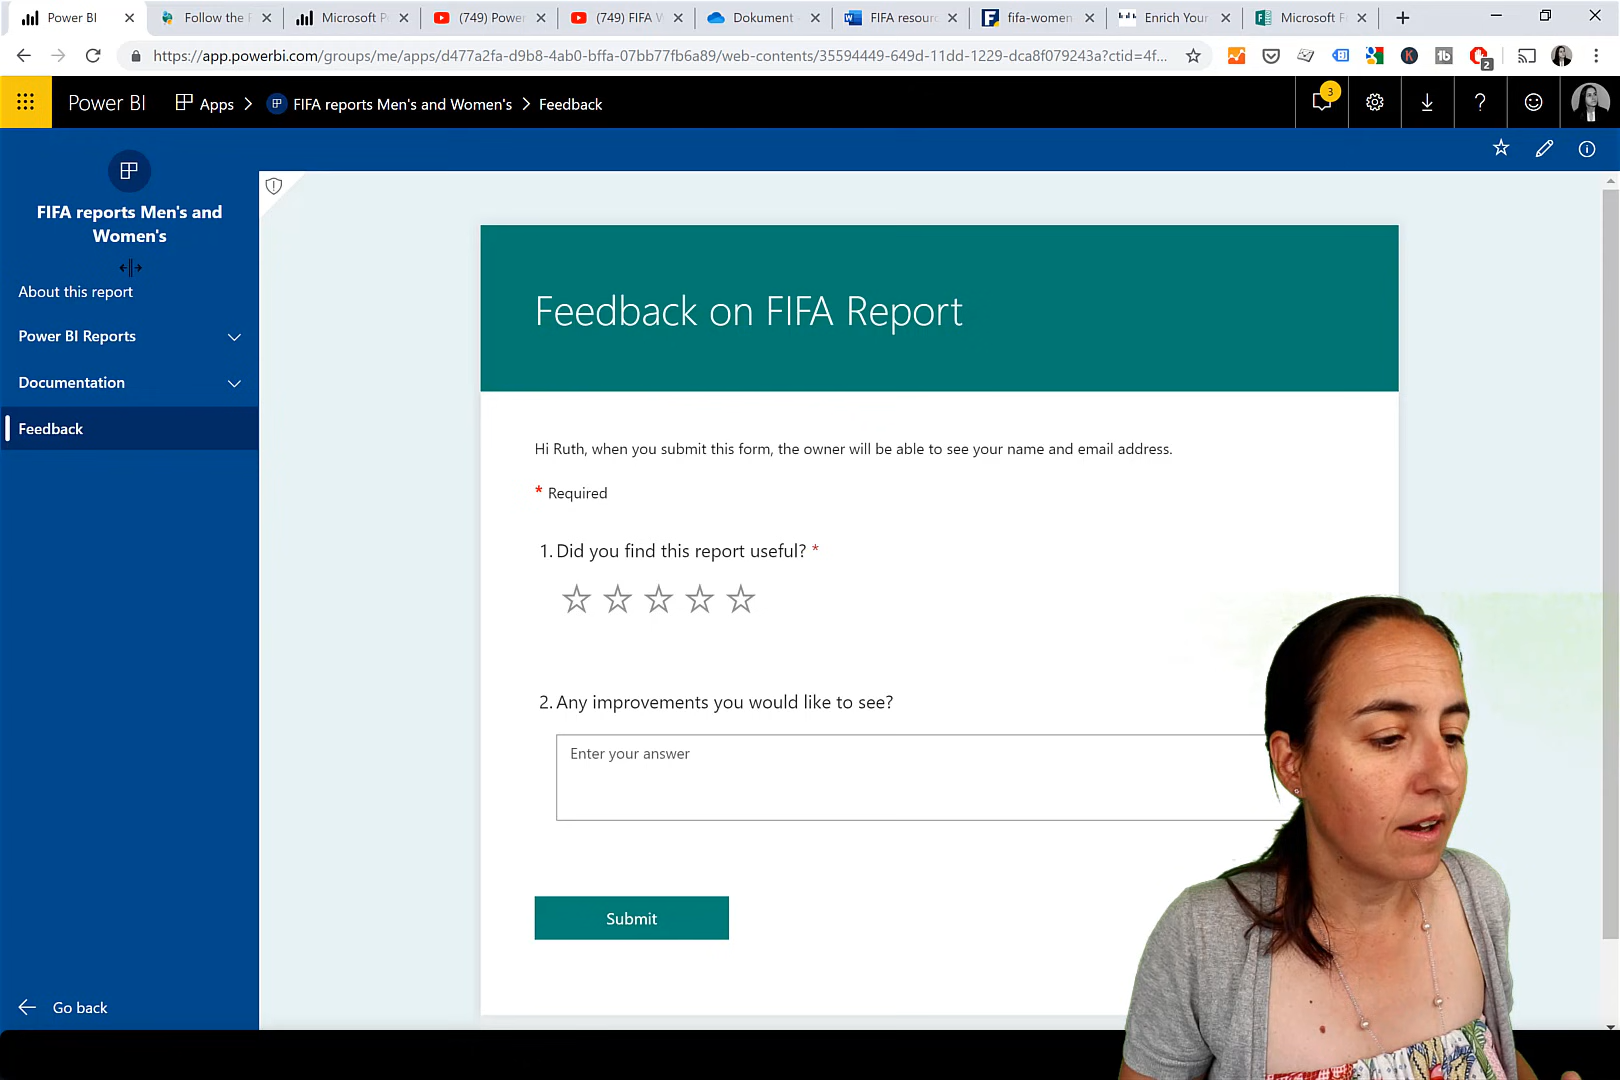 Power BI
Follow the
Microsoft P
(749) Power
(749) FIFA W
Dokument
FIFA resour
fifa-women
Enrich Your
Microsoft F
https://app.powerbi.com/groups/me/apps/d477a2fa-d9b8-4ab0-bffa-07bb77fb6a89/web-contents/35594449-649d-11dd-1229-dca8f079243a?ctid=4f...
2
Power BI
Apps > FIFA reports Men's and Women's > Feedback
3
FIFA reports Men's and
Women's
About this report
Power BI Reports
Documentation
Feedback
Go back
Feedback on FIFA Report
Hi Ruth, when you submit this form, the owner will be able to see your name and email address.
* Required
1. Did you find this report useful? *
2. Any improvements you would like to see?
Enter your answer
Submit